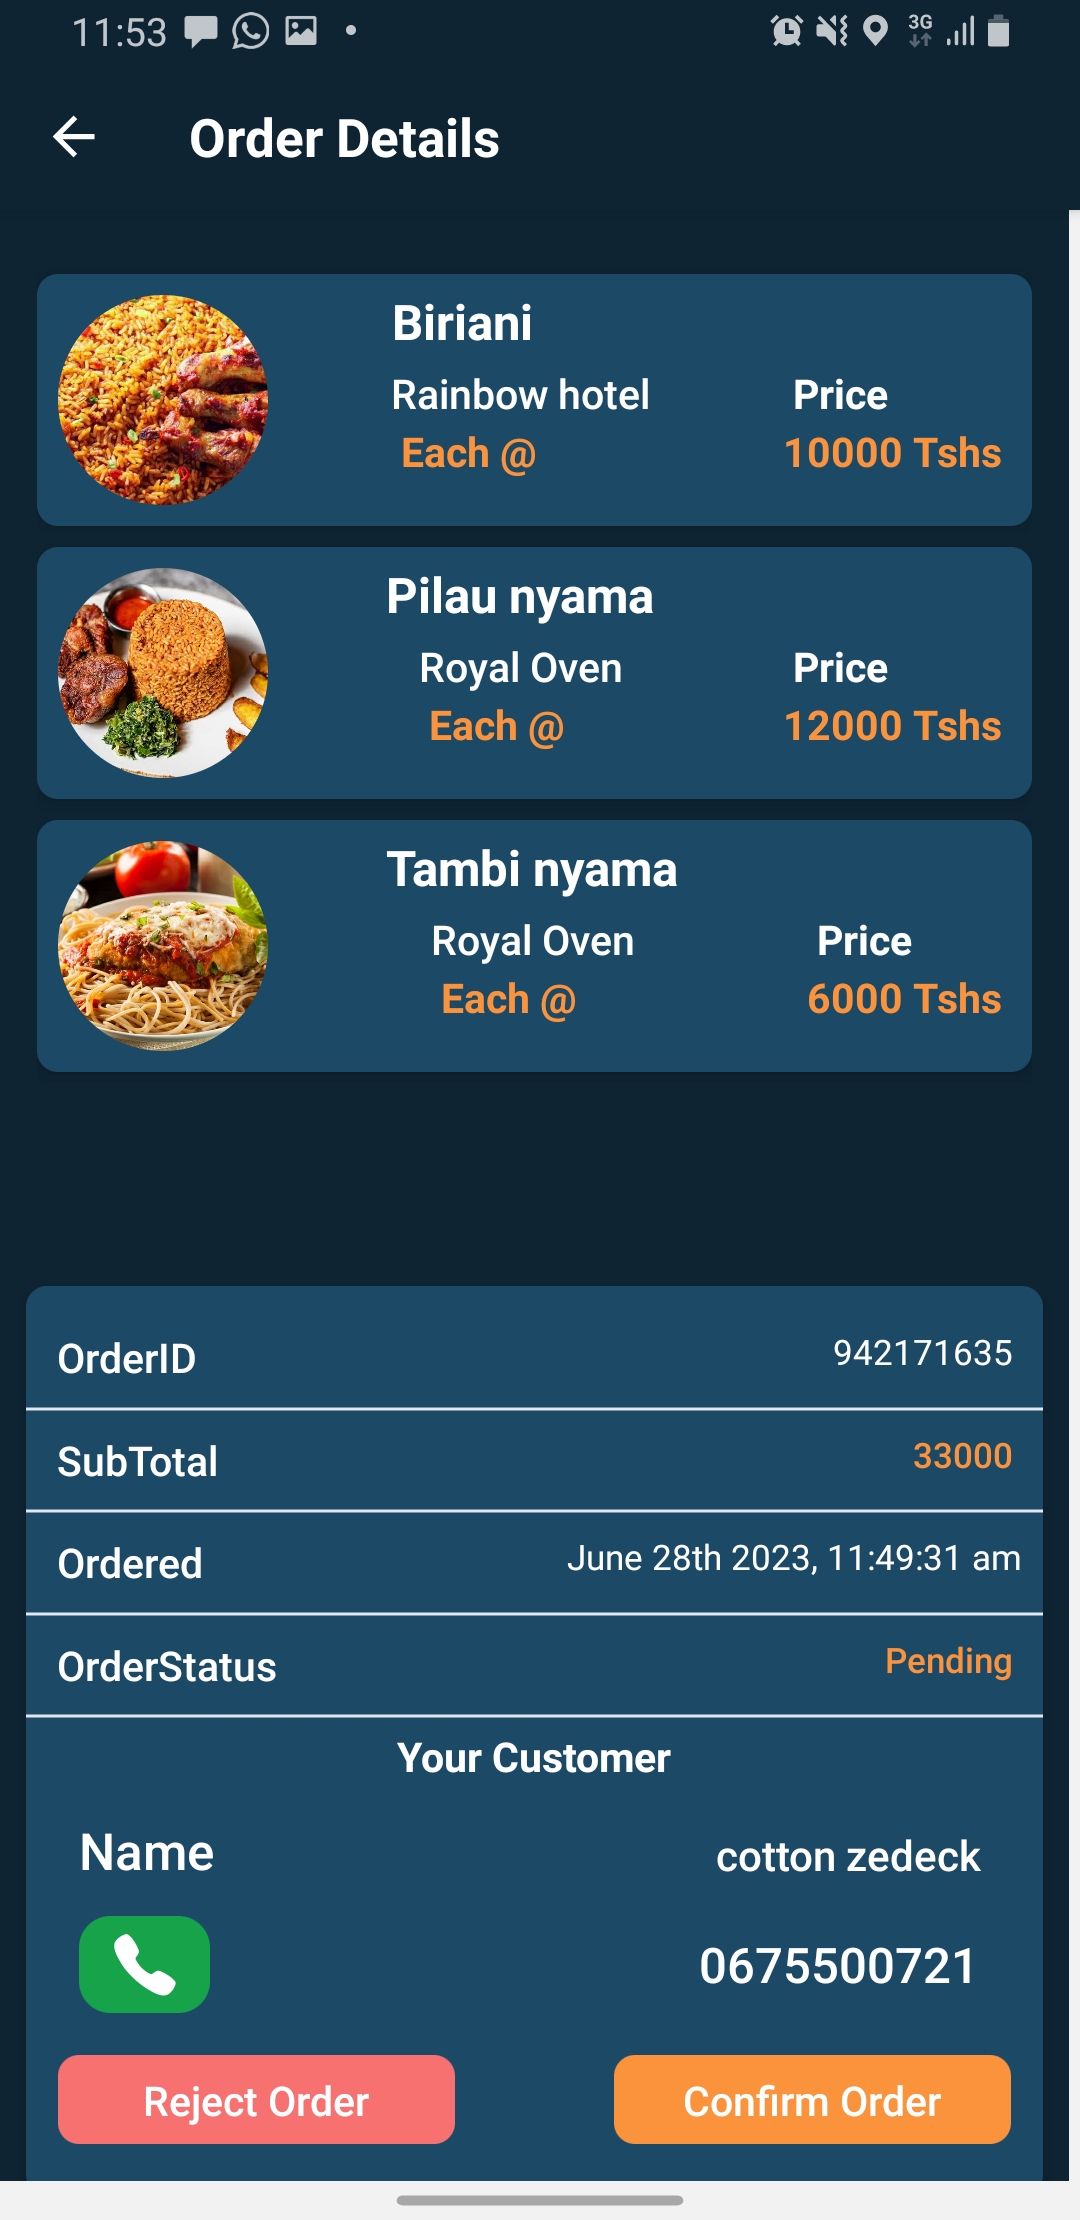 11:53
3G
Order Details
Biriani
Rainbow hotel Price
Each @ 10000 Tshs
Pilau nyama
Royal Oven Price
Each @ 12000 Tshs
Tambi nyama
Royal Oven Price
Each @ 6000 Tshs
OrderID 942171635
SubTotal 33000
Ordered June 28th 2023, 11:49:31 am
OrderStatus Pending
Your Customer
Name cotton zedeck
0675500721
Reject Order Confirm Order